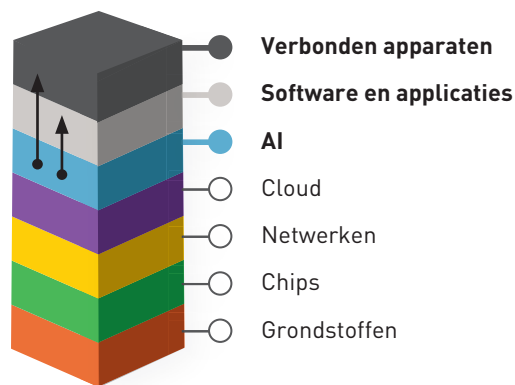 Verbonden apparaten
Software en applicaties
AI
Cloud
Netwerken
Chips
Grondstoffen